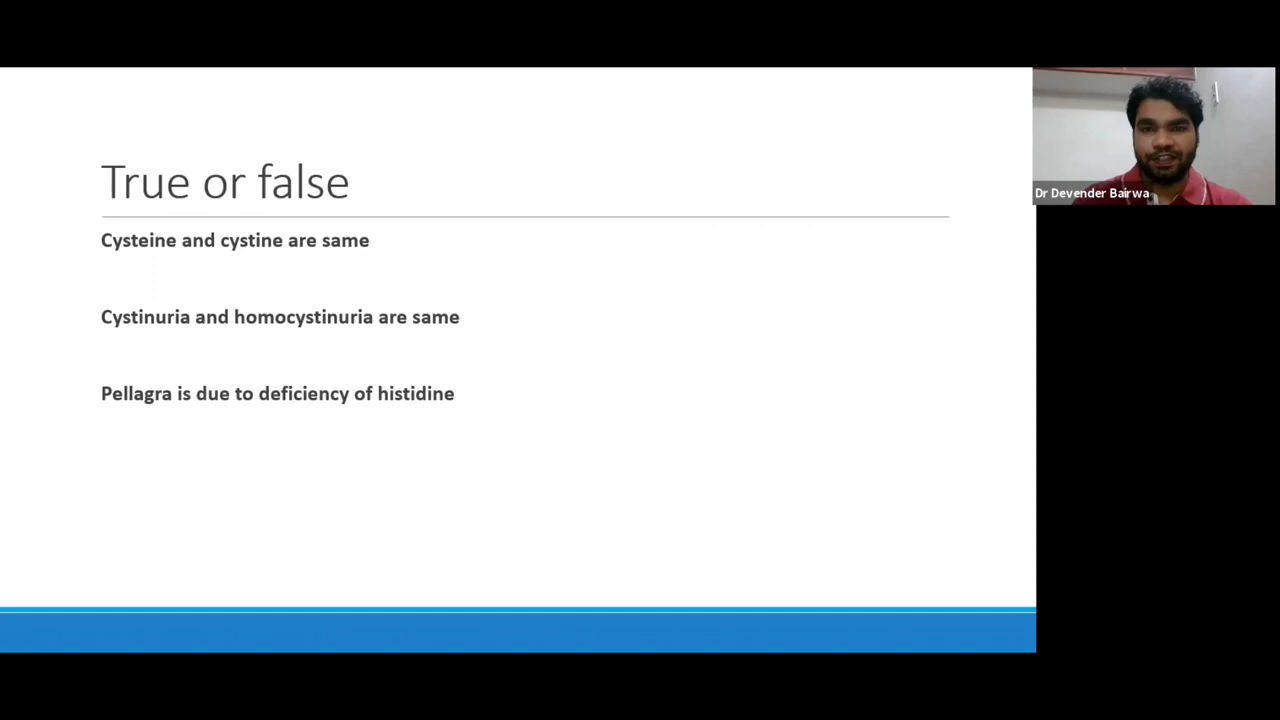 True or false
Cysteine and cystine are same
Cystinuria and homocystinuria are same
Pellagra is due to deficiency of histidine
Dr Devender Bairwa